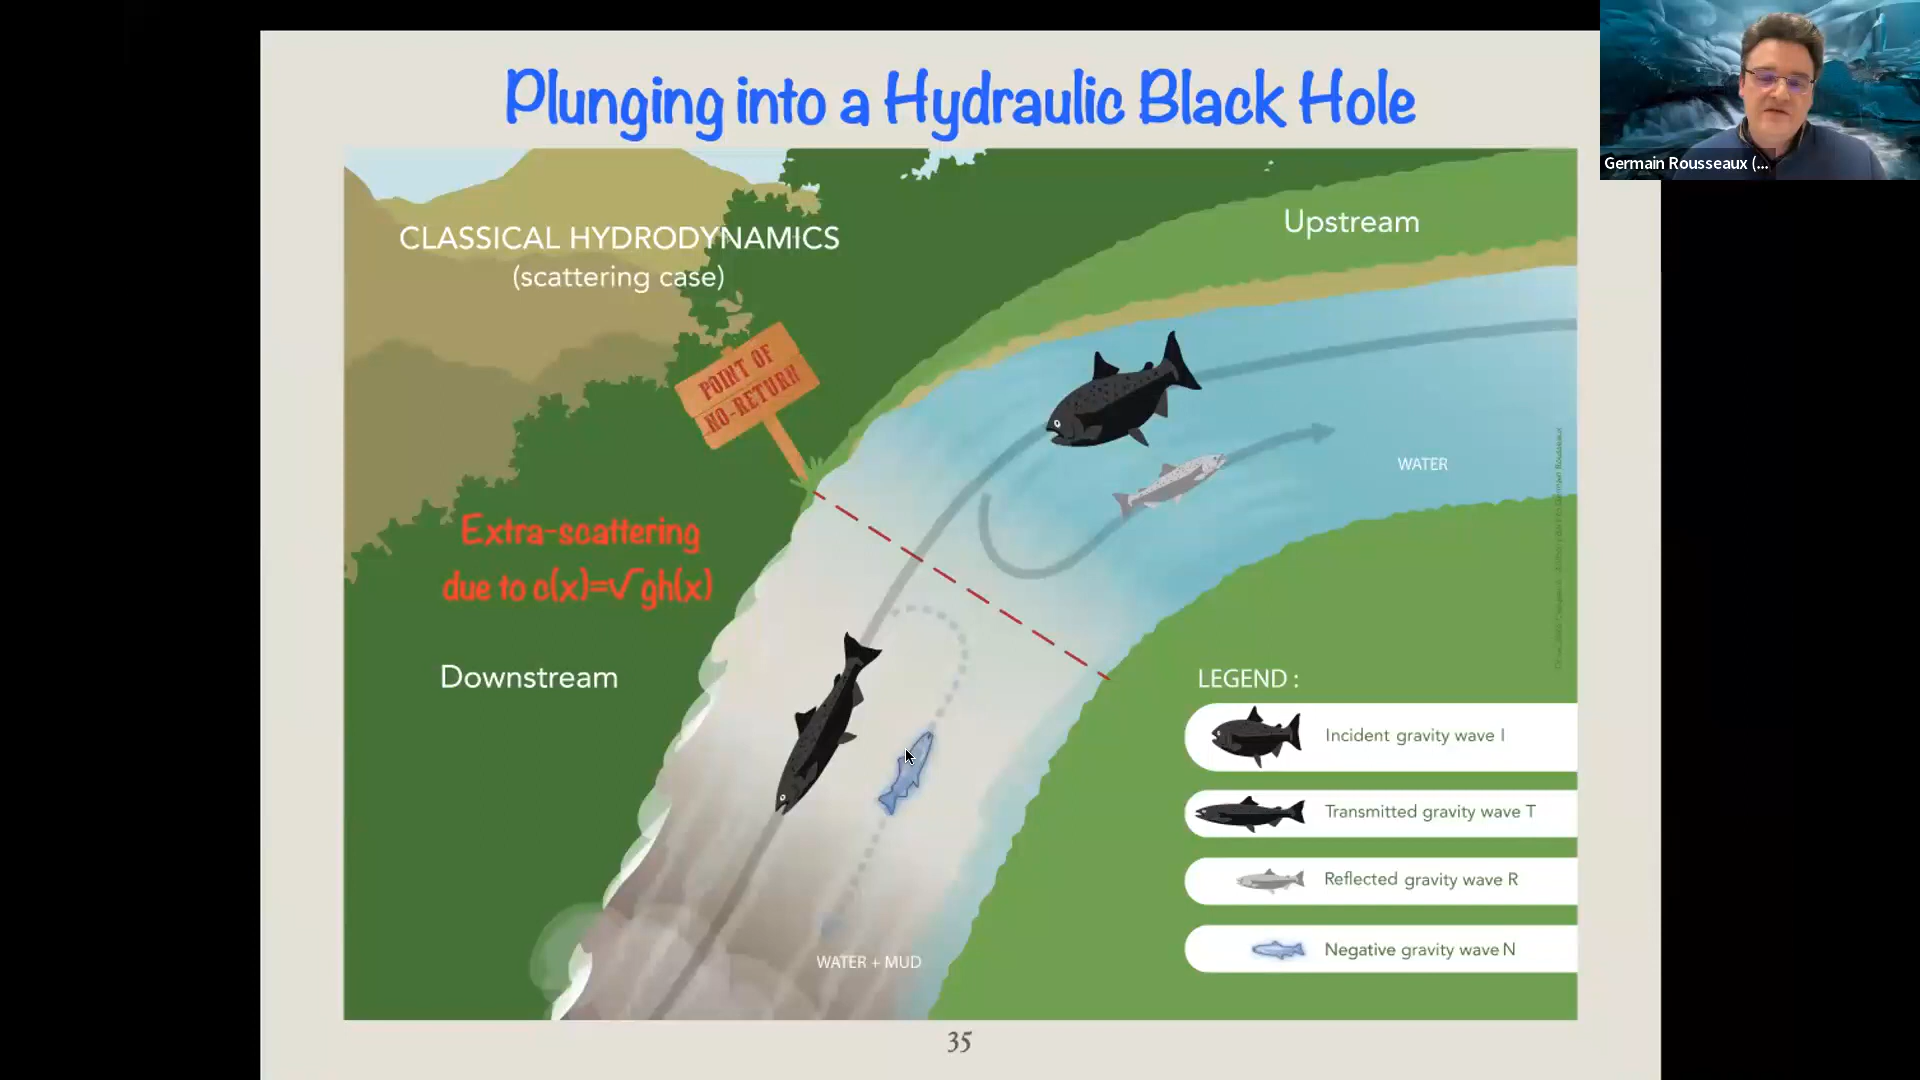 Plunging into a Hydraulic Black Hole
Germain Rousseaux (...
CLASSICAL HYDRODYNAMICS
(scattering case)
Upstream
POINT OF
NO-RETURN
WATER
Extra-scattering
due to c(x)=√gh(x)
Downstream
LEGEND :
Incident gravity wave I
Transmitted gravity wave T
Reflected gravity wave R
Negative gravity wave N
WATER + MUD
35